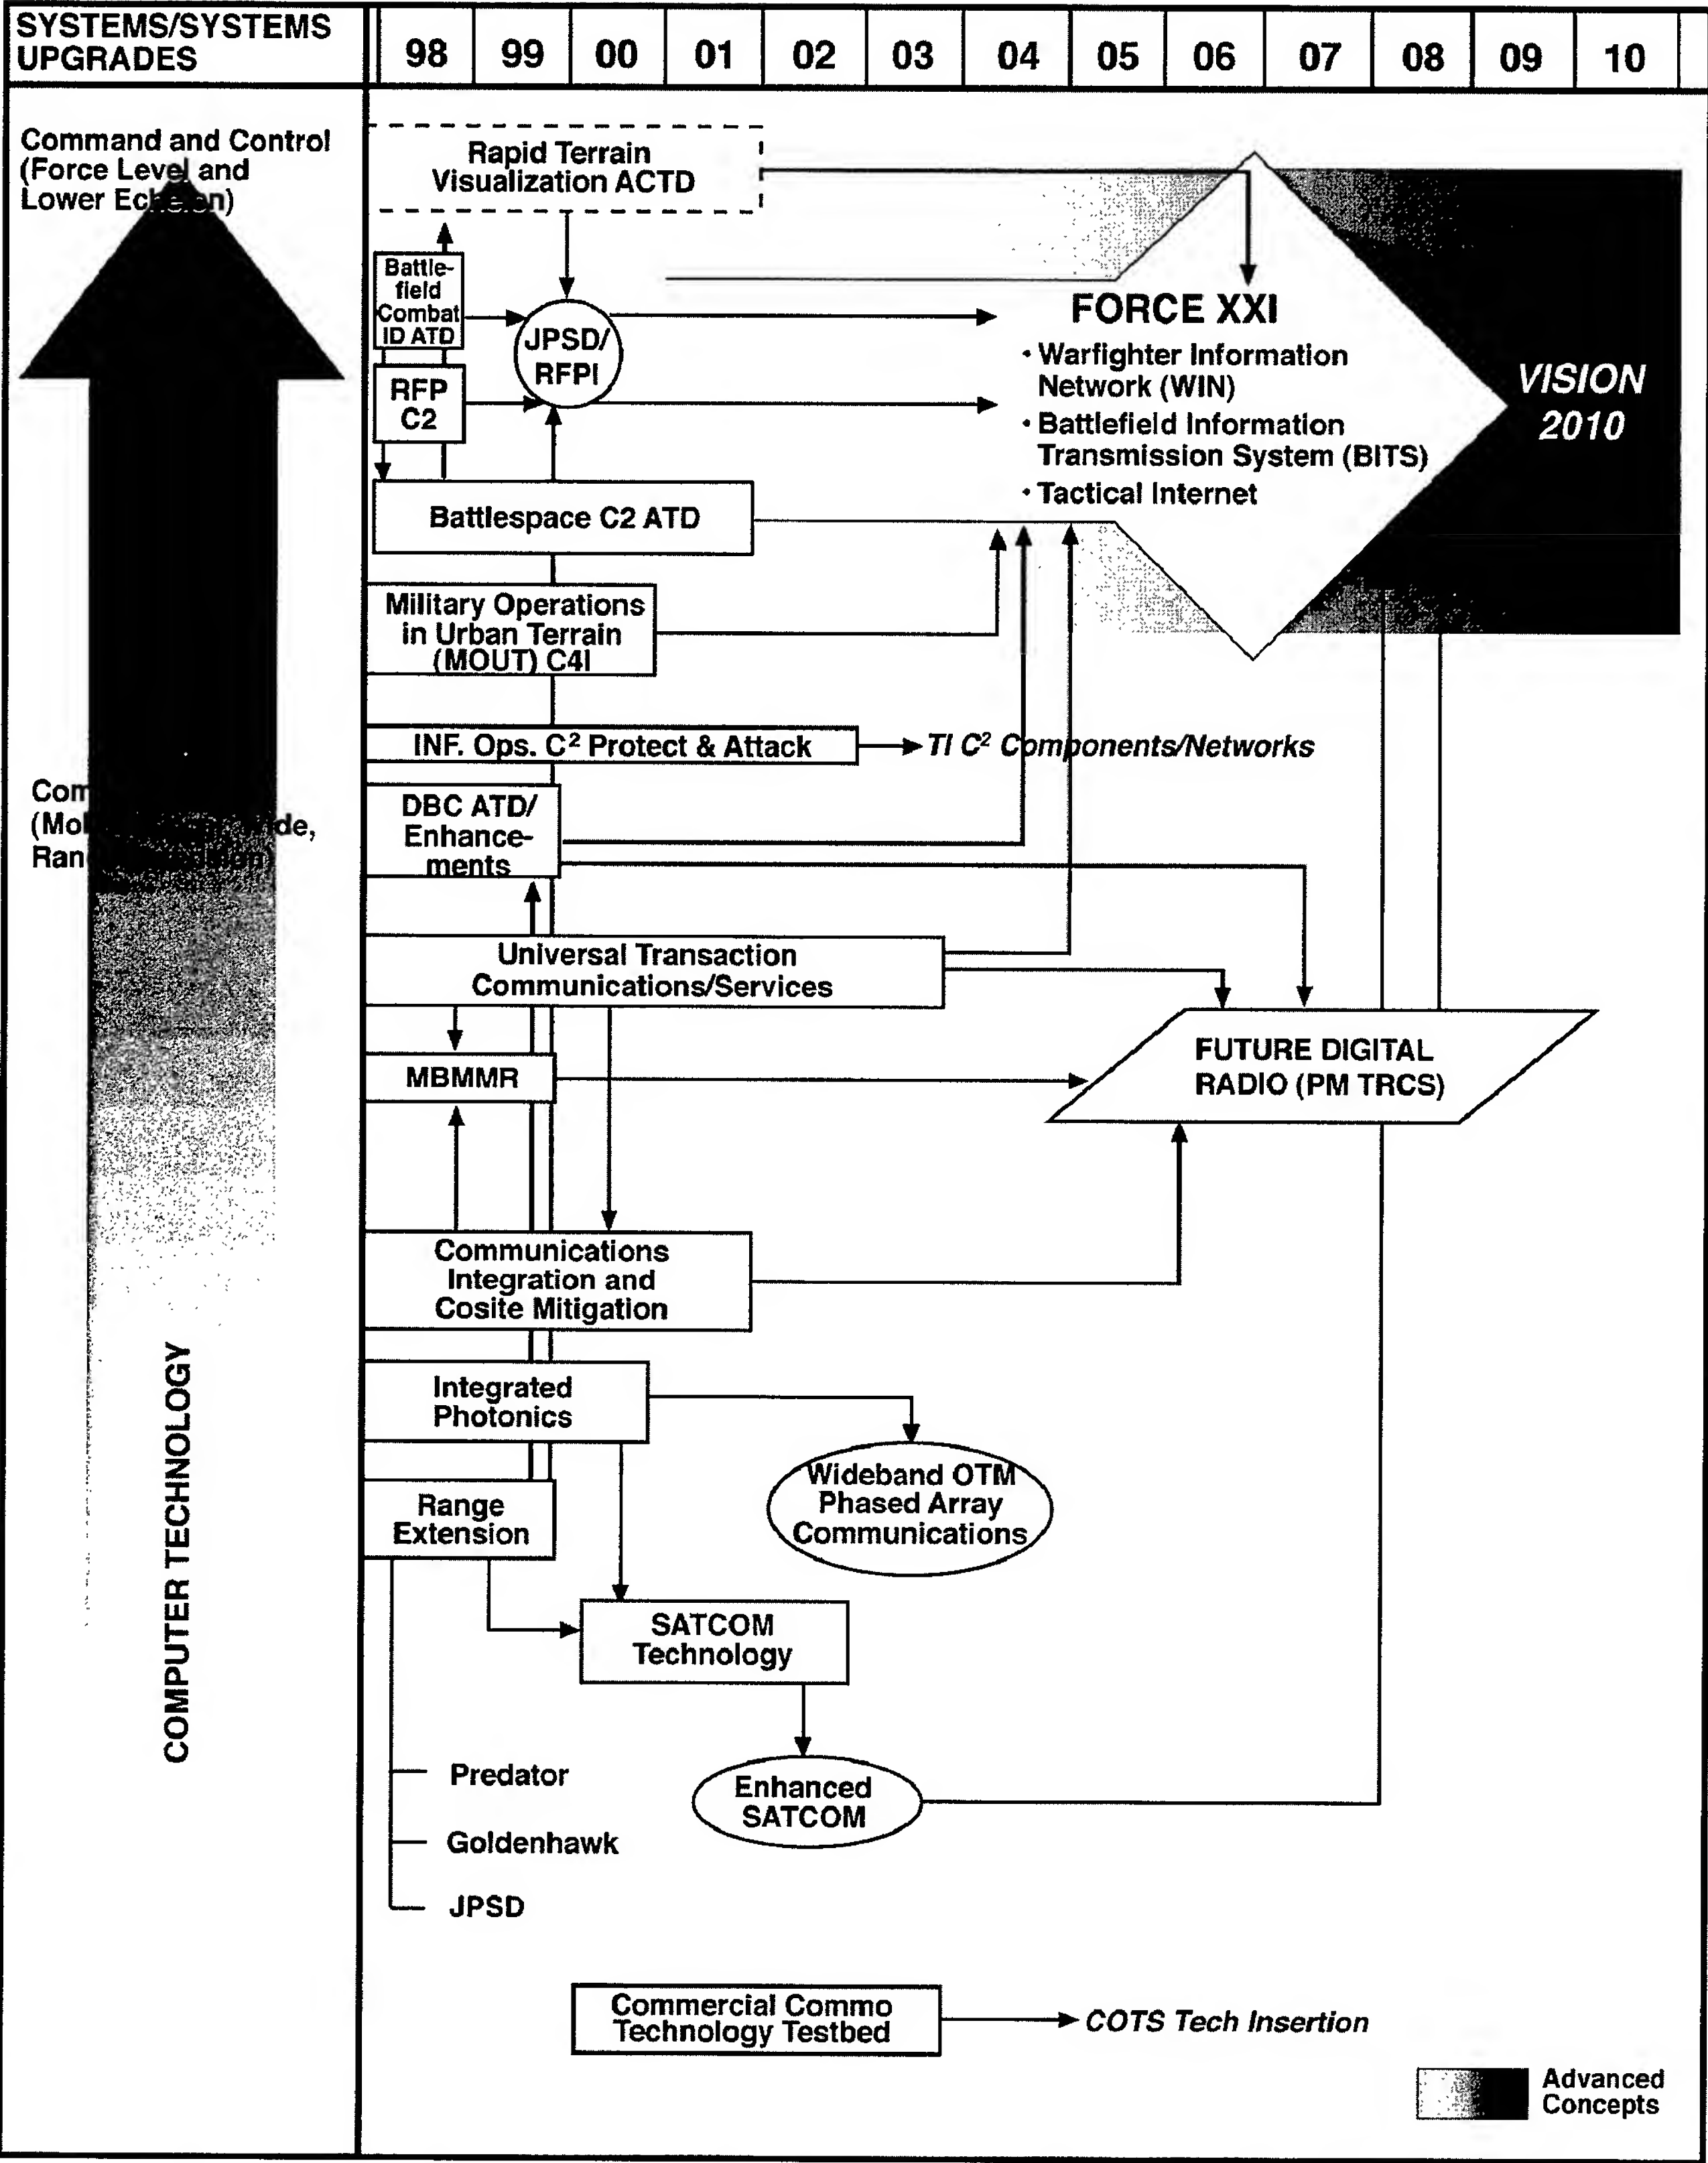 SYSTEMS/SYSTEMS
UPGRADES
98 99 00 01 02 03 04 05 06 07 08 09 10
Command and Control
(Force Level and
Lower Echelon)
Rapid Terrain
Visualization ACTD
Battle-
field
Combat
ID ATD
JPSD/
RFPI
RFP
C2
FORCE XXI
• Warfighter Information
Network (WIN)
• Battlefield Information
Transmission System (BITS)
• Tactical Internet
VISION
2010
Battlespace C2 ATD
Military Operations
in Urban Terrain
(MOUT) C4I
INF. Ops. C² Protect & Attack
TI C² Components/Networks
DBC ATD/
Enhance-
ments
Universal Transaction
Communications/Services
MBMMR
FUTURE DIGITAL
RADIO (PM TRCS)
Communications
Integration and
Cosite Mitigation
COMPUTER TECHNOLOGY
Integrated
Photonics
Wideband OTM
Phased Array
Communications
Range
Extension
SATCOM
Technology
Enhanced
SATCOM
Predator
Goldenhawk
JPSD
Commercial Commo
Technology Testbed
COTS Tech Insertion
Advanced
Concepts